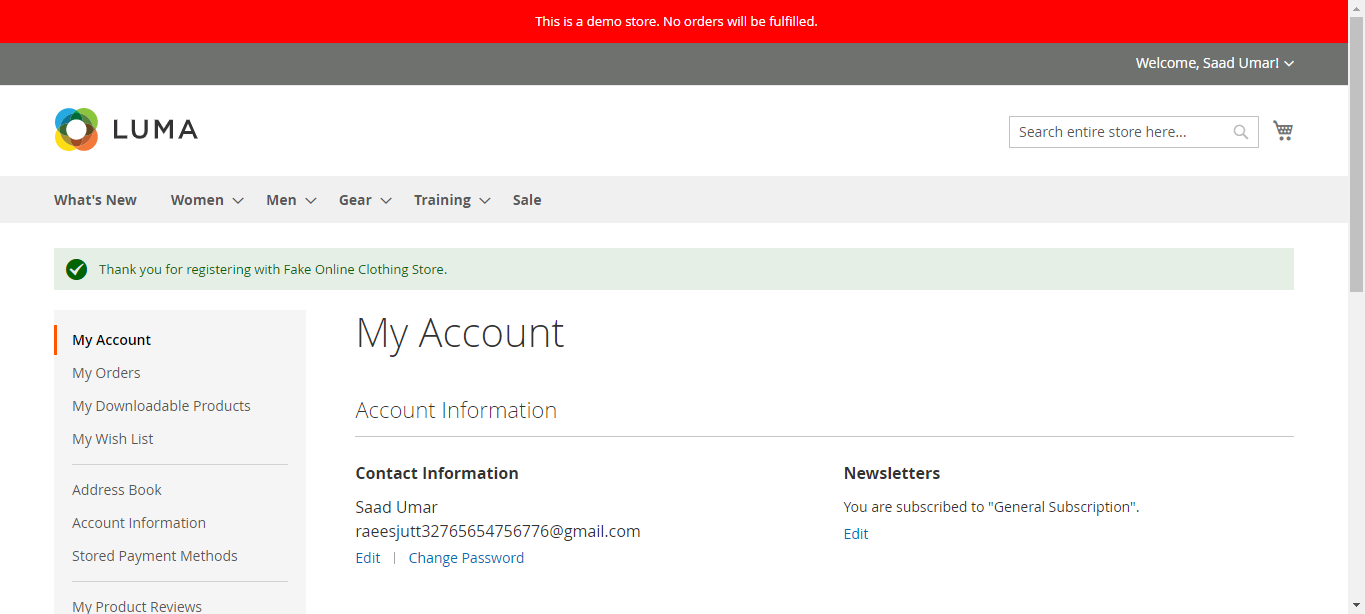 This is a demo store. No orders will be fulfilled.
Welcome, Saad Umar!
LUMA
Search entire store here...
What's New Women Men Gear Training Sale
Thank you for registering with Fake Online Clothing Store.
My Account
My Orders
My Downloadable Products
My Wish List
Address Book
Account Information
Stored Payment Methods
My Product Reviews
My Account
Account Information
Contact Information
Saad Umar
raeesjutt32765654756776@gmail.com
Edit | Change Password
Newsletters
You are subscribed to "General Subscription".
Edit